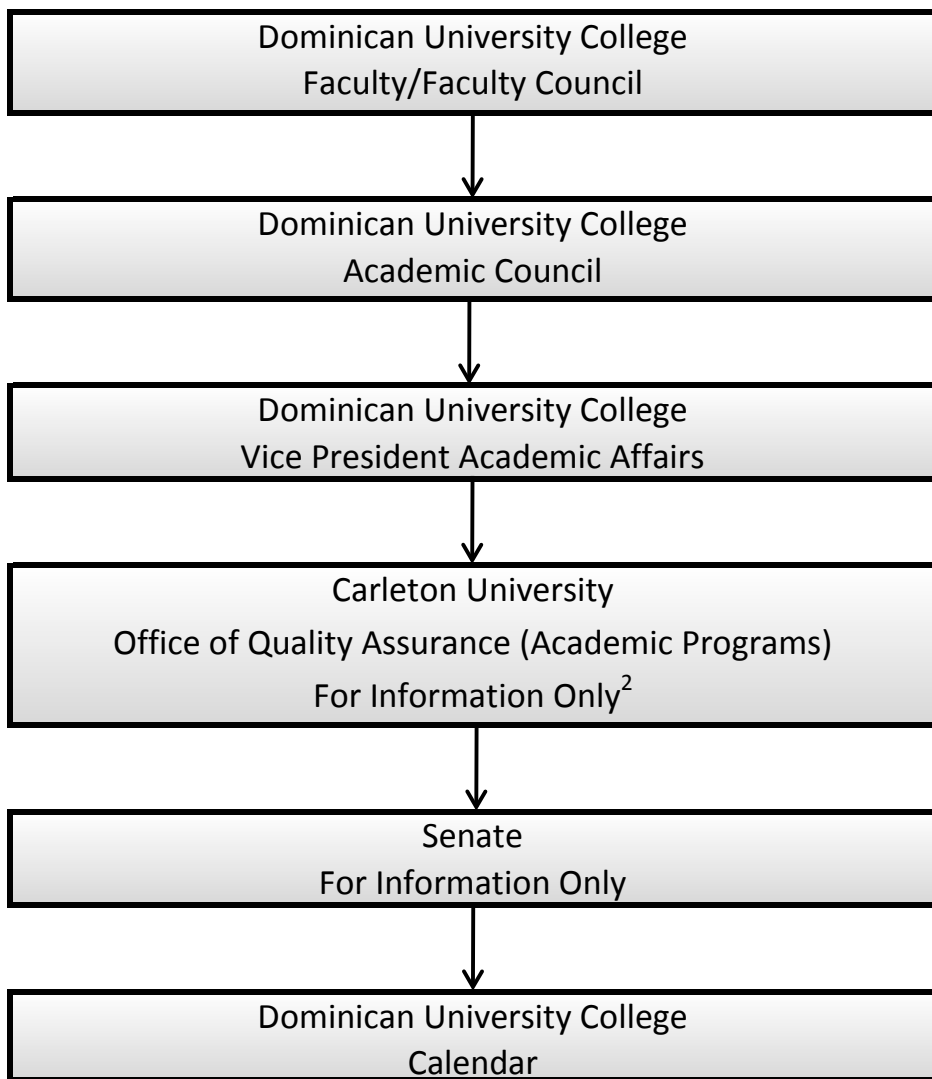 Dominican University College
Faculty/Faculty Council
Dominican University College
Academic Council
Dominican University College
Vice President Academic Affairs
Carleton University
Office of Quality Assurance (Academic Programs)
For Information Only²
Senate
For Information Only
Dominican University College
Calendar